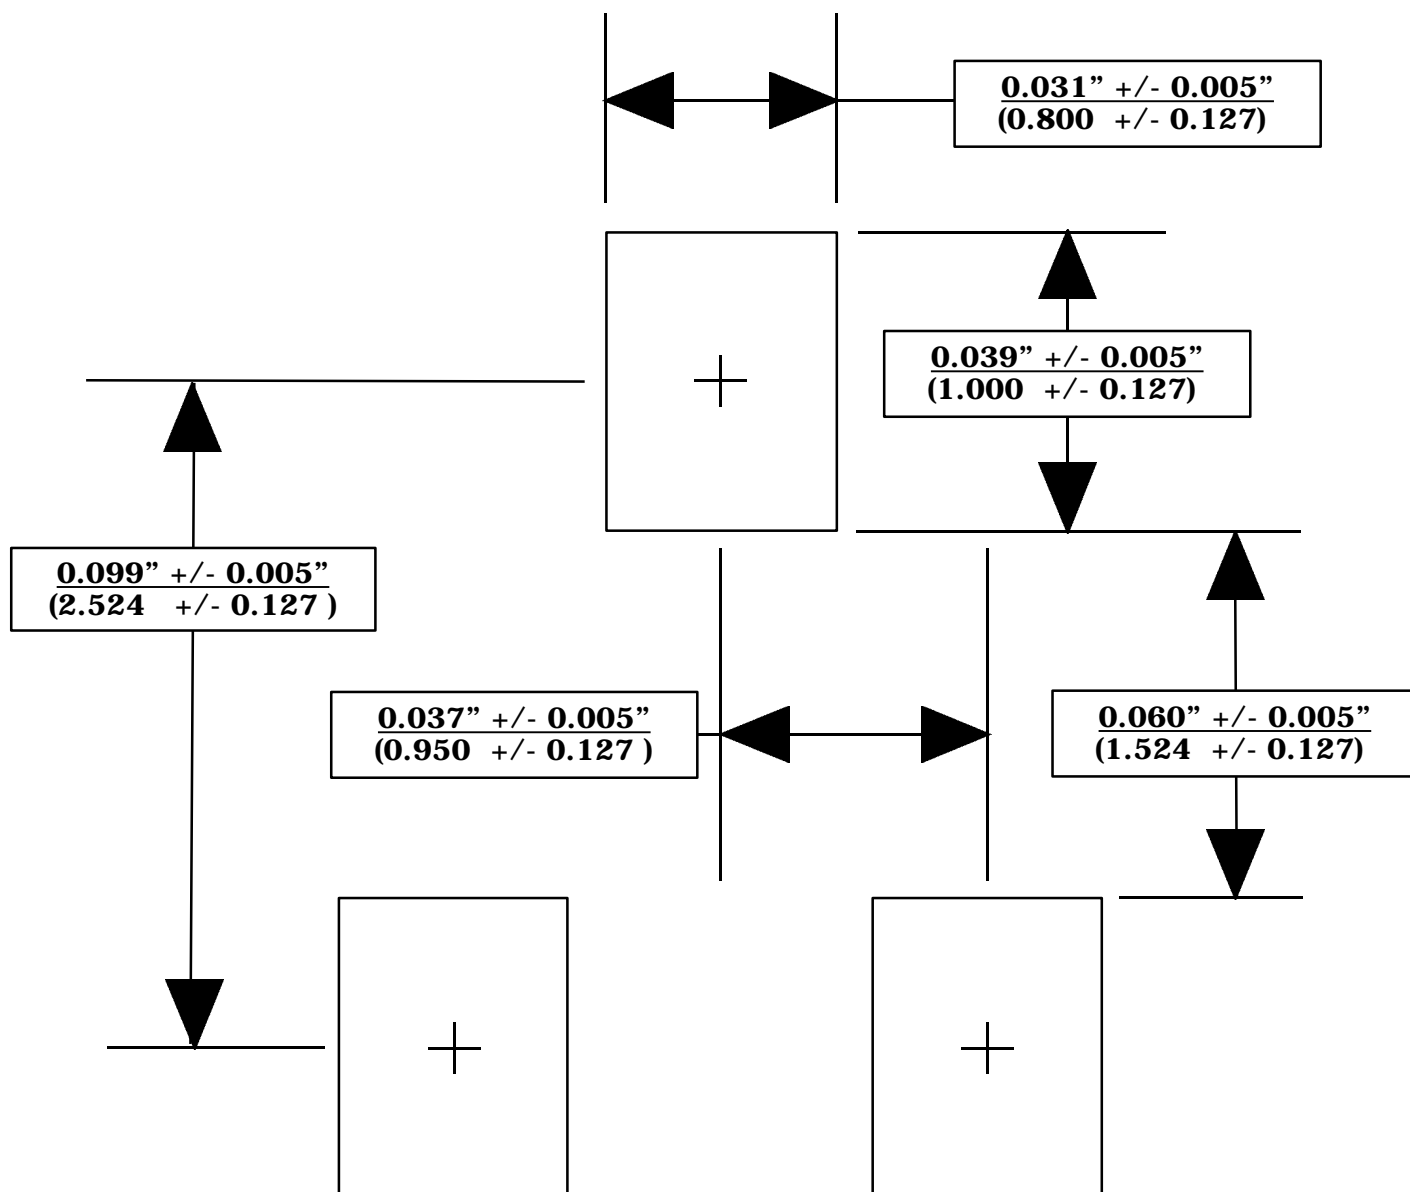 0.031” +/- 0.005”
(0.800 +/- 0.127)
0.039” +/- 0.005”
(1.000 +/- 0.127)
0.099” +/- 0.005”
(2.524 +/- 0.127 )
0.037” +/- 0.005”
(0.950 +/- 0.127 )
0.060” +/- 0.005”
(1.524 +/- 0.127)